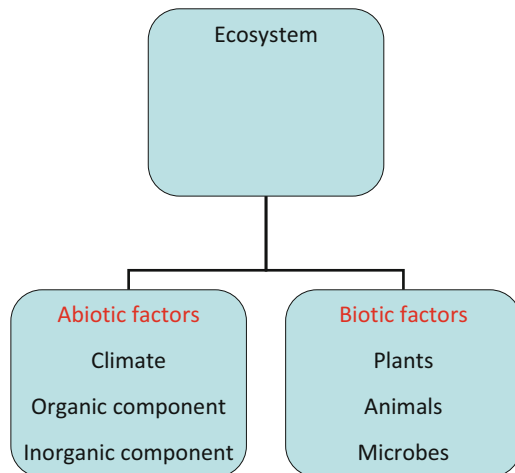 Ecosystem
Abiotic factors
Climate
Organic component
Inorganic component
Biotic factors
Plants
Animals
Microbes